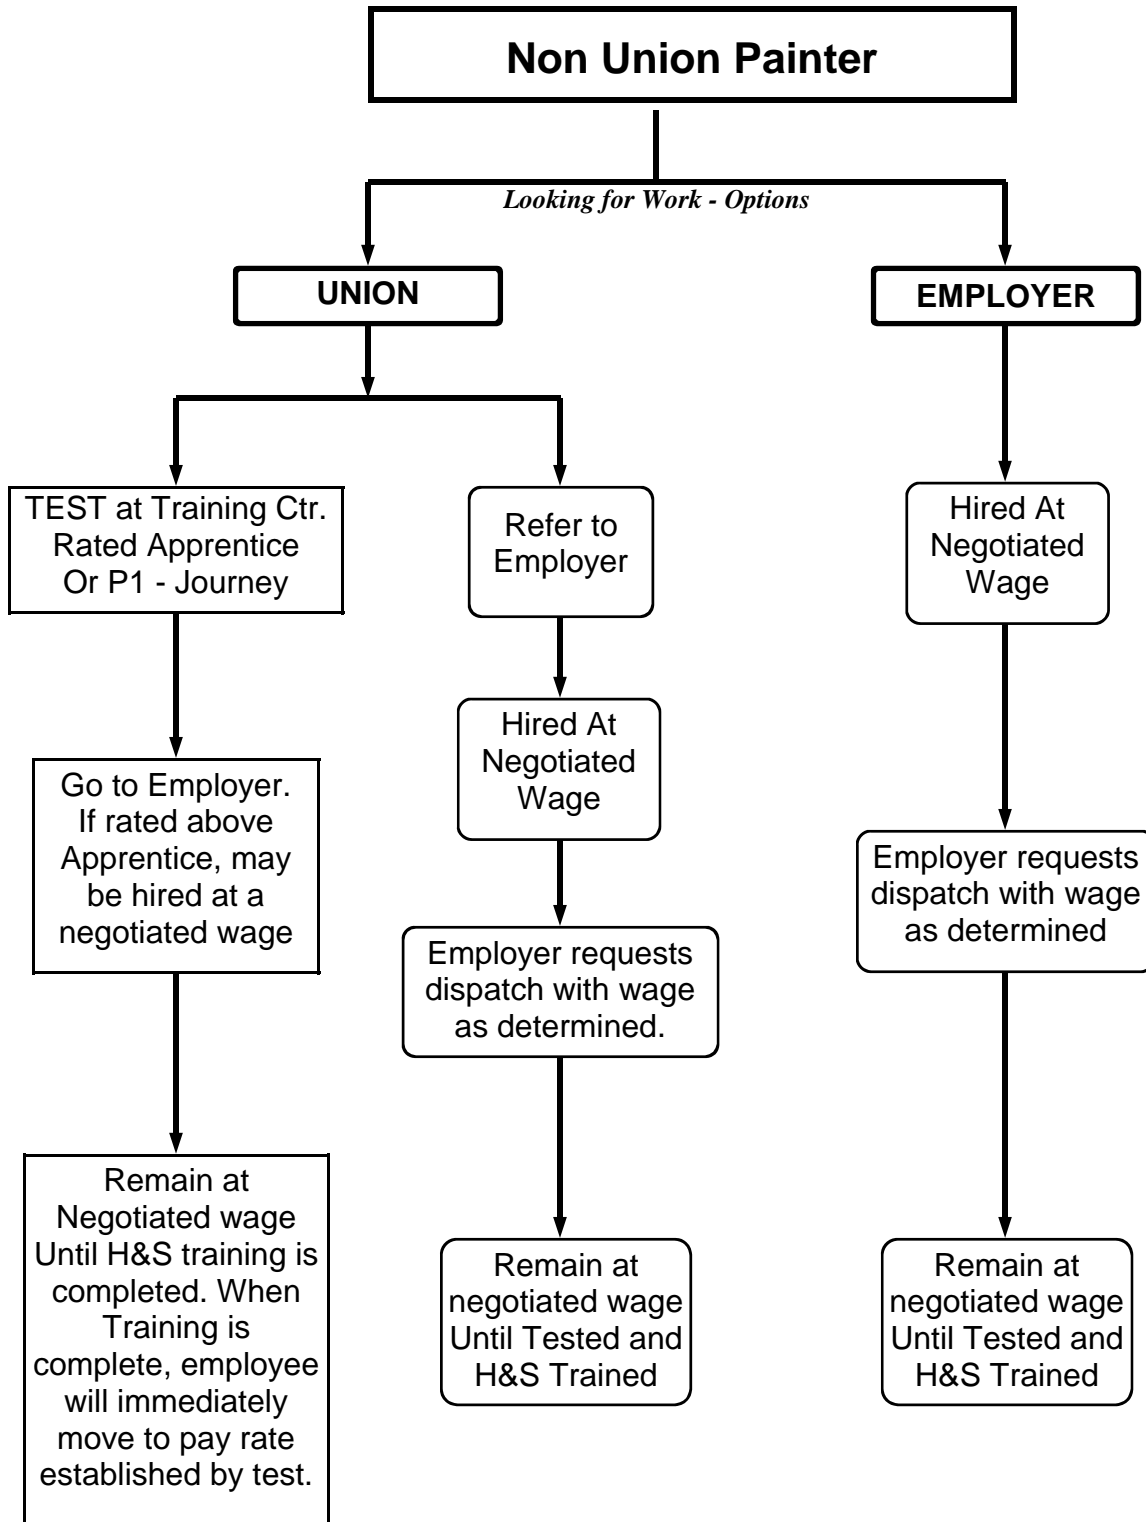 Non Union Painter
Looking for Work - Options
UNION
EMPLOYER
TEST at Training Ctr.
Rated Apprentice
Or P1 - Journey
Refer to
Employer
Hired At
Negotiated
Wage
Go to Employer.
If rated above
Apprentice, may
be hired at a
negotiated wage
Hired At
Negotiated
Wage
Employer requests
dispatch with wage
as determined
Employer requests
dispatch with wage
as determined.
Remain at
Negotiated wage
Until H&S training is
completed. When
Training is
complete, employee
will immediately
move to pay rate
established by test.
Remain at
negotiated wage
Until Tested and
H&S Trained
Remain at
negotiated wage
Until Tested and
H&S Trained